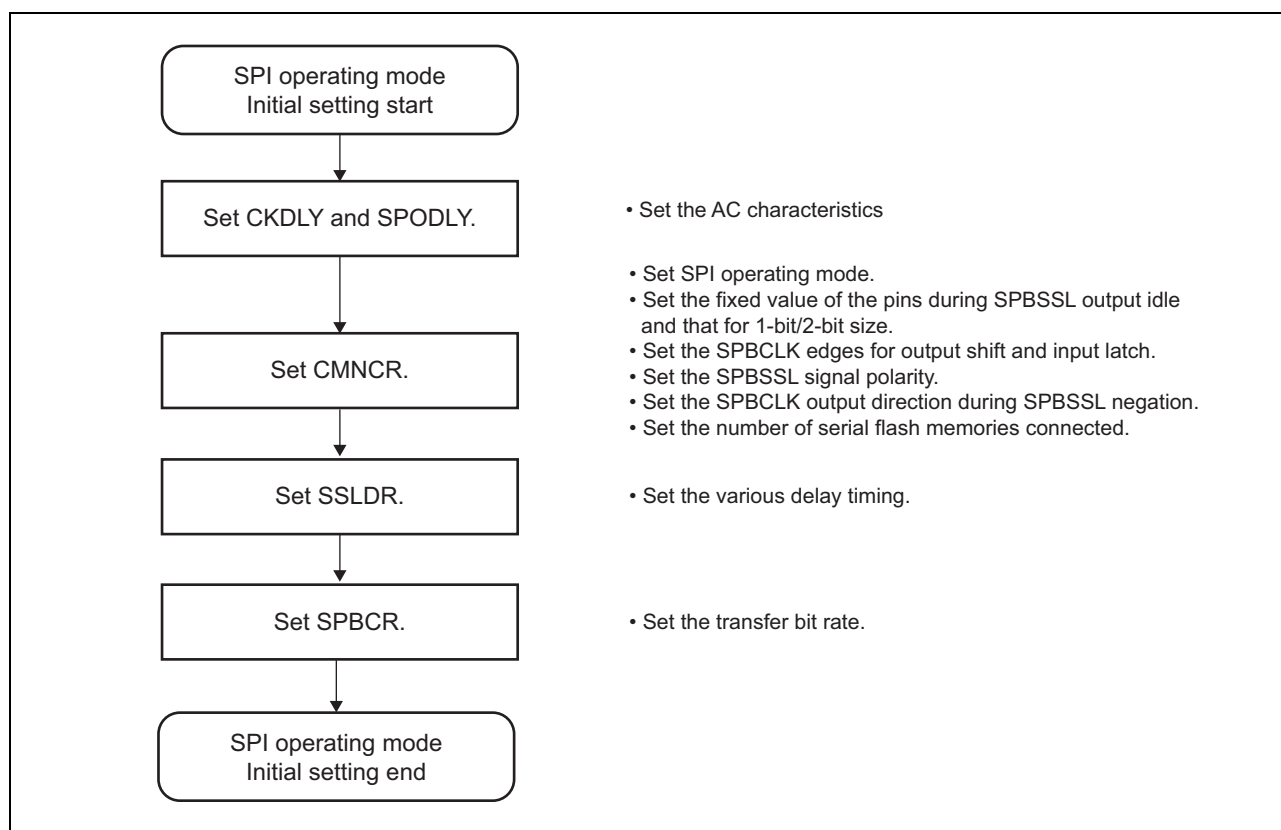 SPI operating mode
Initial setting start
Set CKDLY and SPODLY.
• Set the AC characteristics
Set CMNCR.
• Set SPI operating mode.
• Set the fixed value of the pins during SPBSSL output idle
and that for 1-bit/2-bit size.
• Set the SPBCLK edges for output shift and input latch.
• Set the SPBSSL signal polarity.
• Set the SPBCLK output direction during SPBSSL negation.
• Set the number of serial flash memories connected.
Set SSLDR.
• Set the various delay timing.
Set SPBCR.
• Set the transfer bit rate.
SPI operating mode
Initial setting end